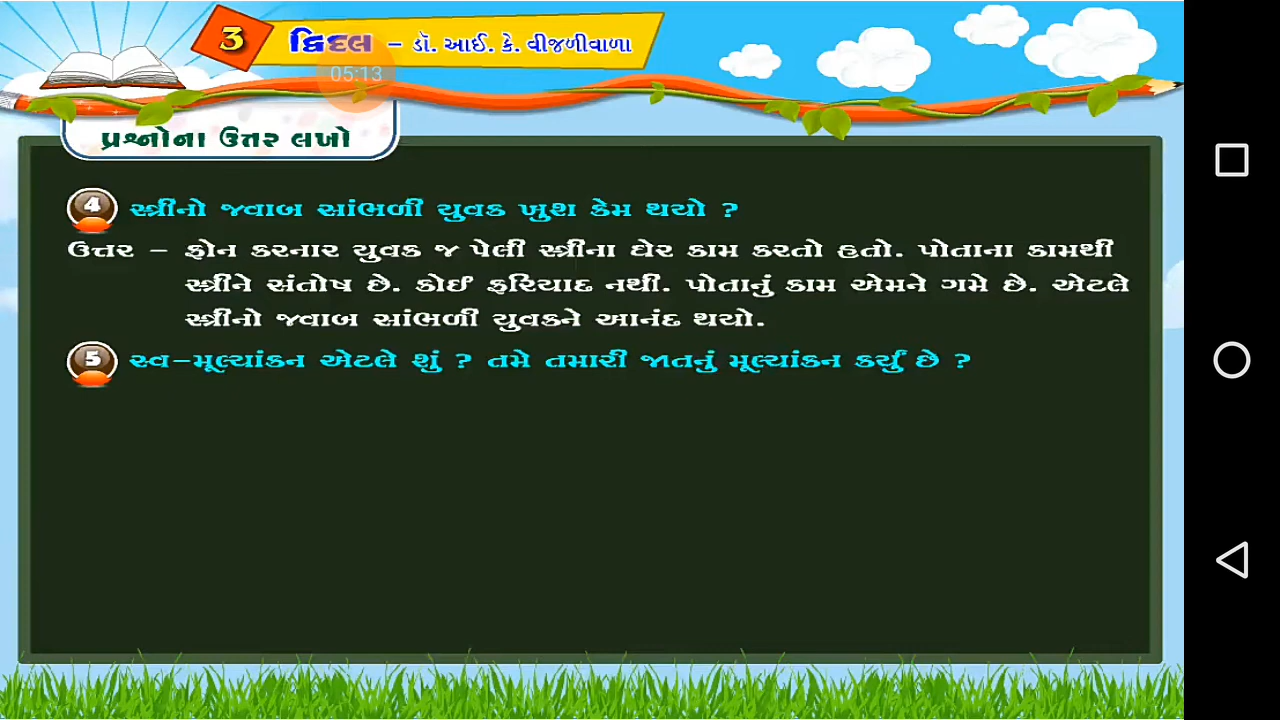 3 દ્વિદલ – ડૉ. આઈ. કે. વીજળીવાળા
05:13
પ્રશ્નોના ઉત્તર લખો
4 સ્ત્રીનો જવાબ સાંભળી યુવક ખુશ કેમ થયો ?
ઉત્તર – ફોન કરનાર યુવક જ પેલી સ્ત્રીના ઘેર કામ કરતો હતો. પોતાના કામથી
સ્ત્રીને સંતોષ છે. કોઈ ફરિયાદ નથી. પોતાનું કામ એમને ગમે છે. એટલે
સ્ત્રીનો જવાબ સાંભળી યુવકને આનંદ થયો.
5 સ્વ–મૂલ્યાંકન એટલે શું ? તમે તમારી જાતનું મૂલ્યાંકન કર્યું છે ?